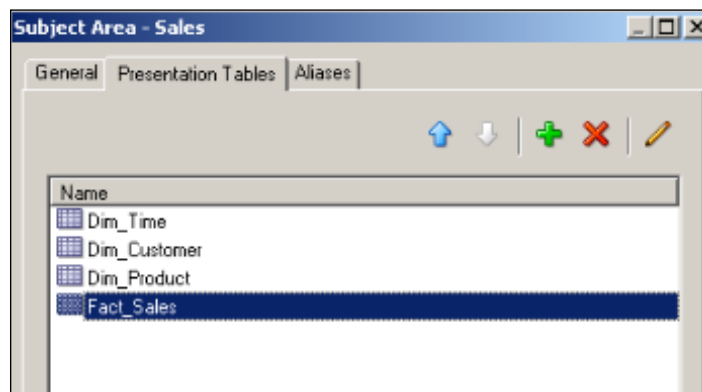 Subject Area - Sales
General Presentation Tables Aliases
Name
Dim_Time
Dim_Customer
Dim_Product
Fact_Sales